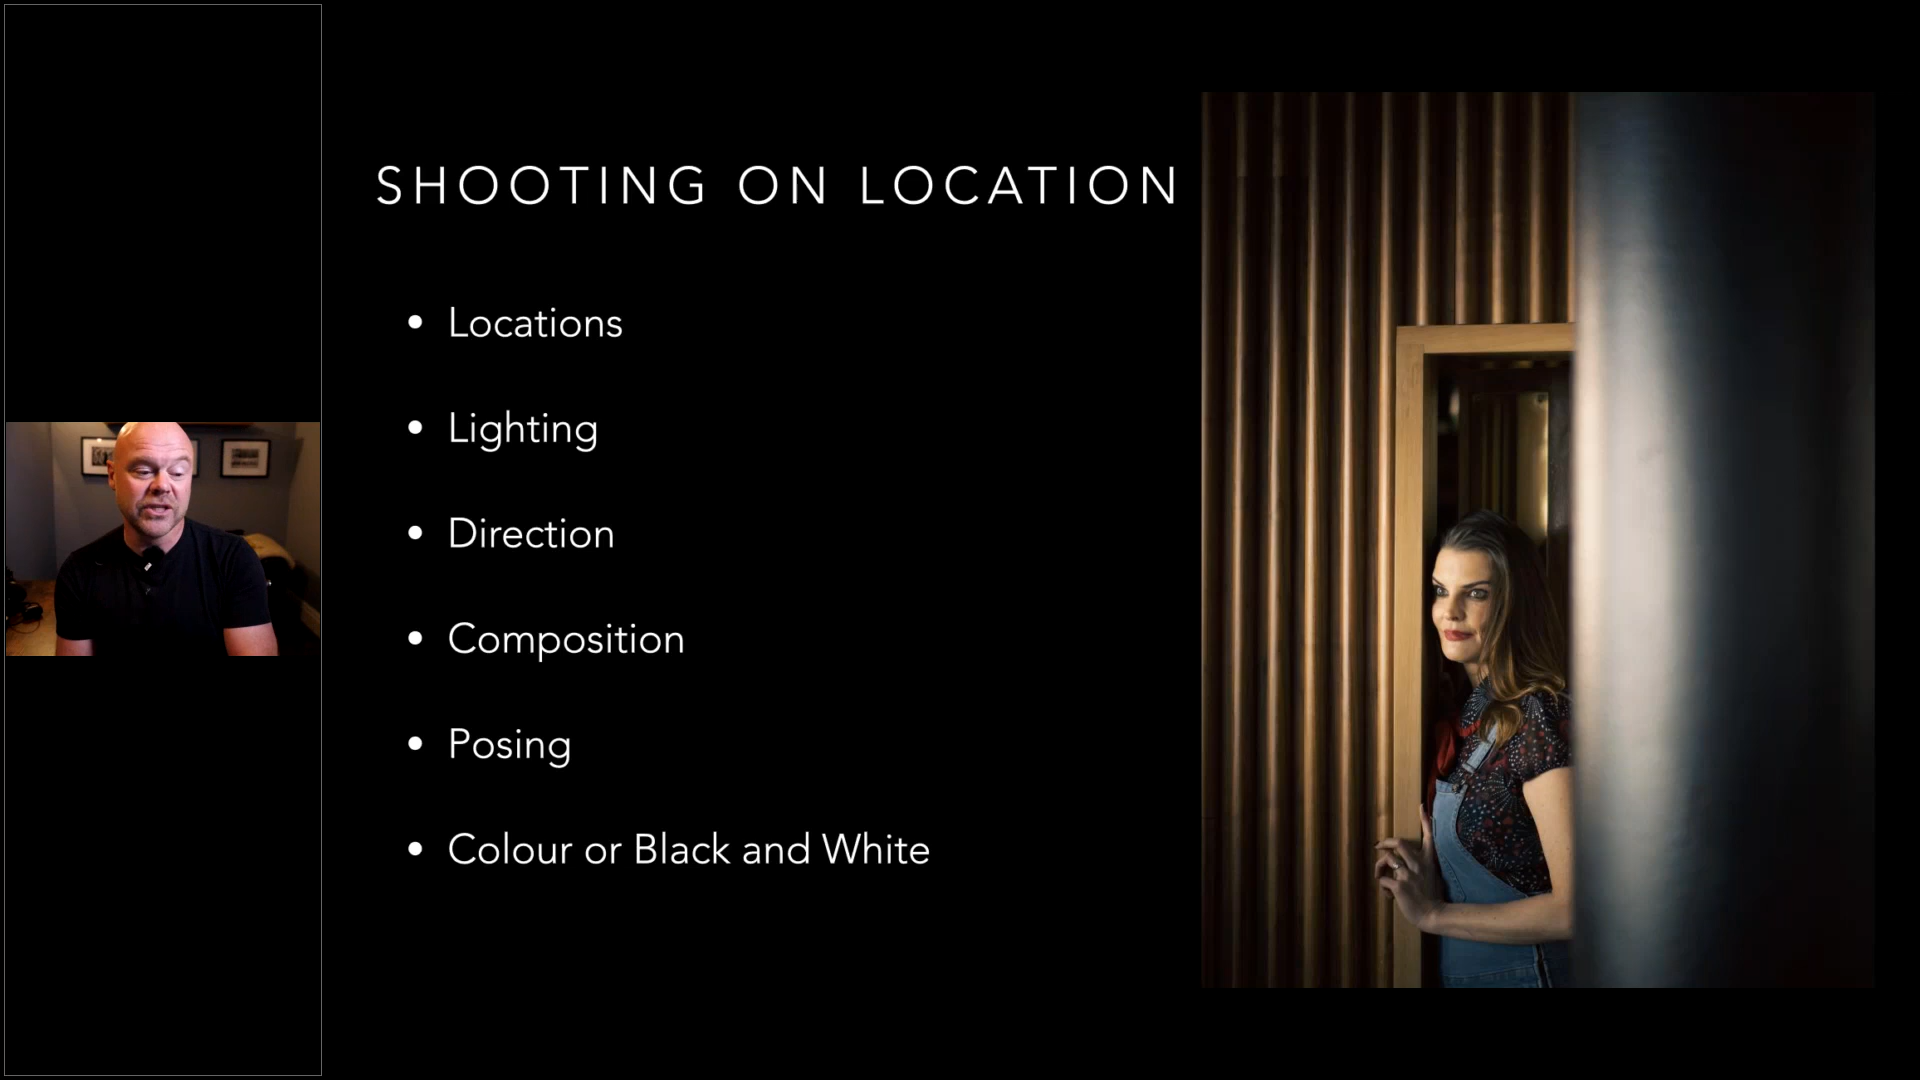 SHOOTING ON LOCATION
• Locations
• Lighting
• Direction
• Composition
• Posing
• Colour or Black and White